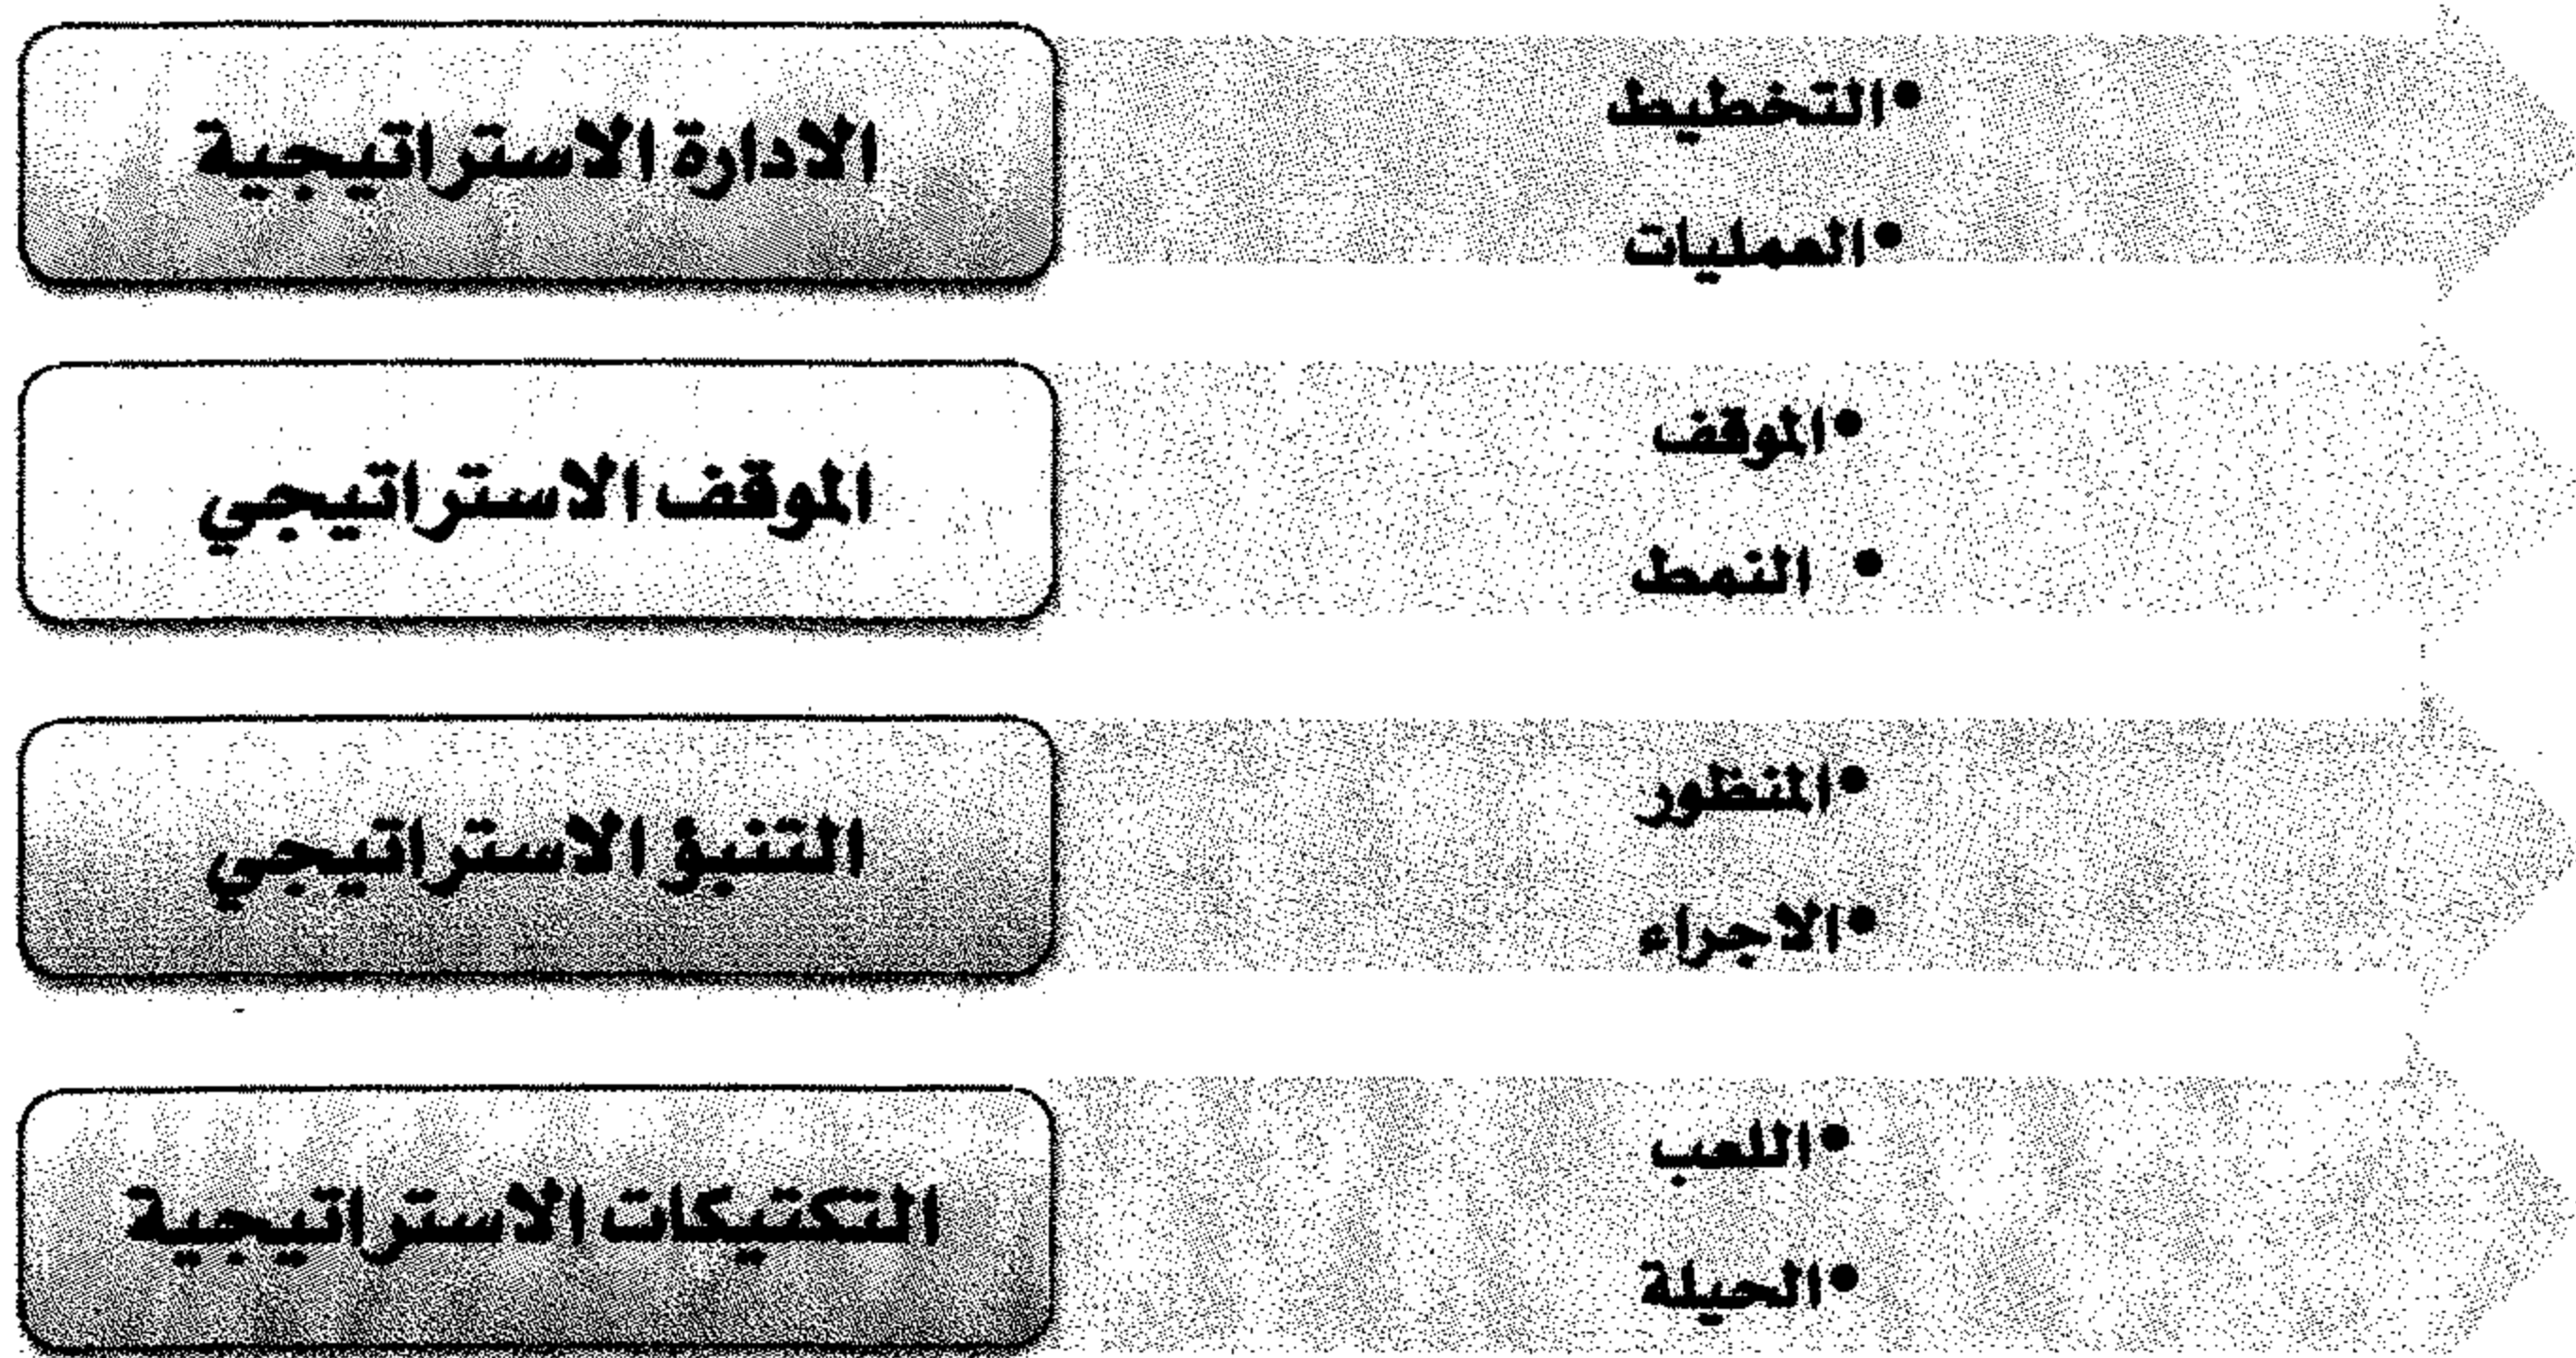 الادارة الاستراتيجية
•التخطيط
•العمليات
الموقف الاستراتيجي
•الموقف
• النمط
التنبؤ الاستراتيجي
•المنظور
•الاجراء
التكتيكات الاستراتيجية
•اللعب
•الحيلة